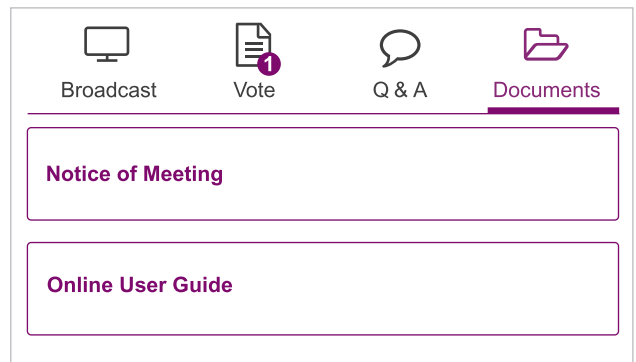 Broadcast Vote 1 Q & A Documents
Notice of Meeting
Online User Guide